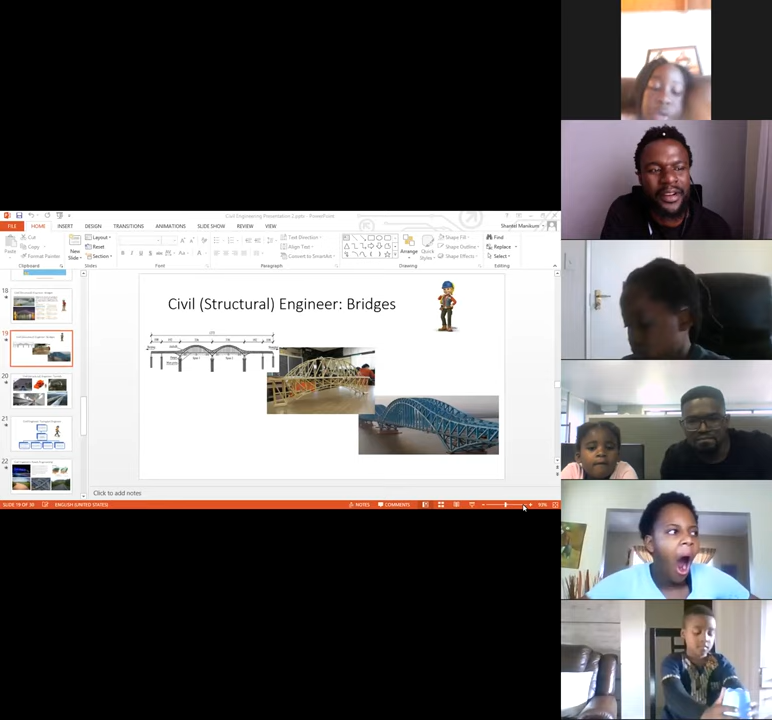 Civil Engineering Presentation 2.pptx - PowerPoint
FILE HOME INSERT DESIGN TRANSITIONS ANIMATIONS SLIDE SHOW REVIEW VIEW
Cut
Copy
Format Painter
Paste
Clipboard
New
Slide
Layout
Reset
Section
Slides
Font
Paragraph
Text Direction
Align Text
Convert to SmartArt
Arrange
Quick
Styles
Shape Fill
Shape Outline
Shape Effects
Drawing
Find
Replace
Select
Editing
18
19
20
21
22
Civil (Structural) Engineer: Bridges
Click to add notes
SLIDE 19 OF 30 ENGLISH (UNITED STATES) NOTES COMMENTS 93%